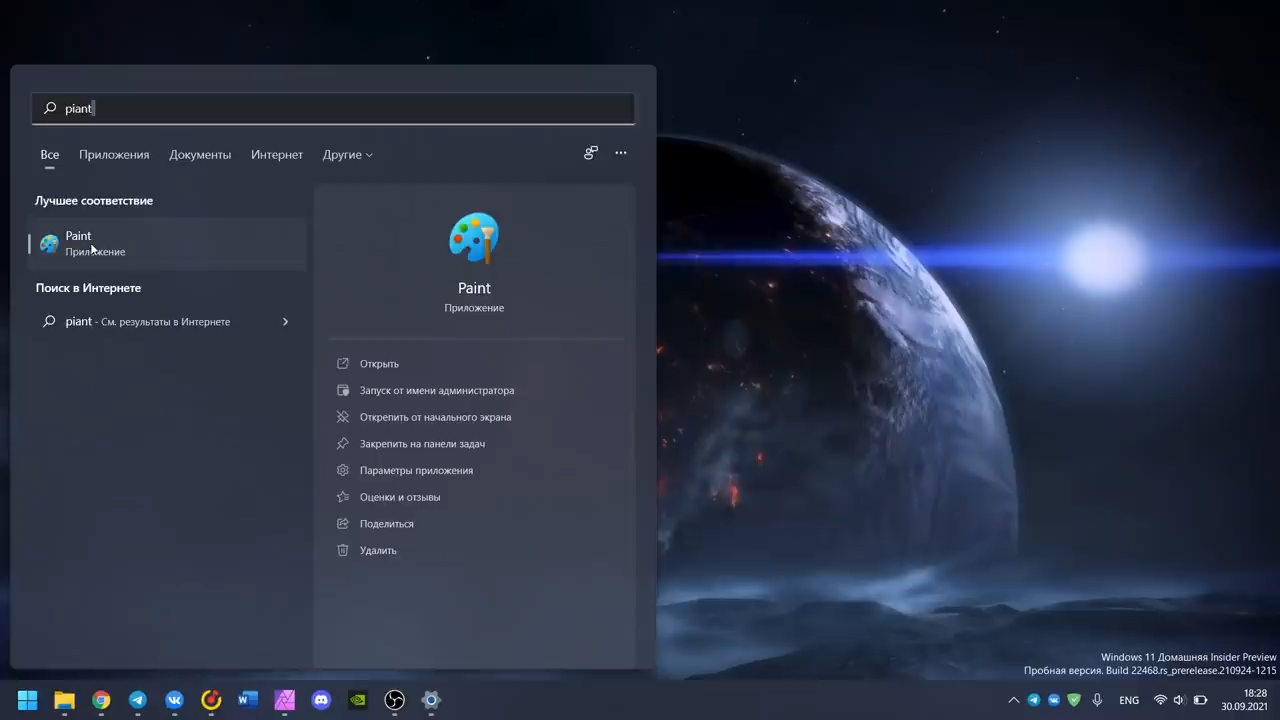 piant
Все Приложения Документы Интернет Другие
Лучшее соответствие
Paint
Приложение
Поиск в Интернете
piant - См. результаты в Интернете
Paint
Приложение
Открыть
Запуск от имени администратора
Открепить от начального экрана
Закрепить на панели задач
Параметры приложения
Оценки и отзывы
Поделиться
Удалить
Windows 11 Домашняя Insider Preview
Пробная версия. Build 22468.rs_prerelease.210924-1215
ENG
18:28
30.09.2021